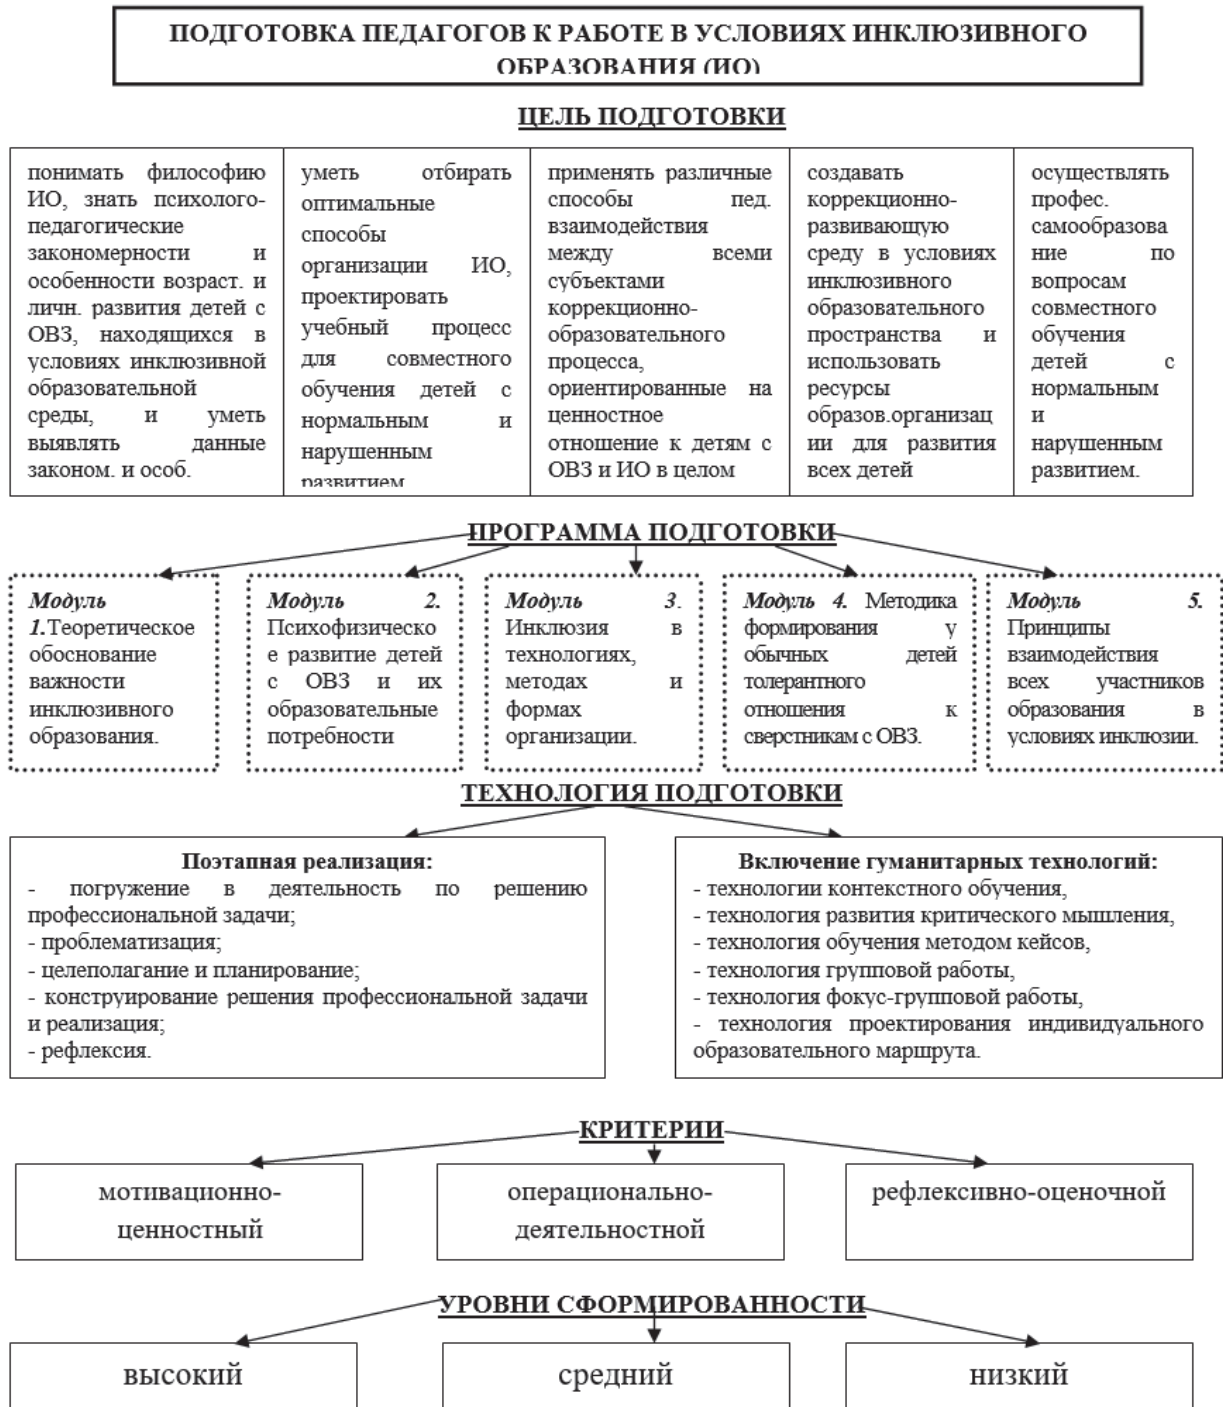 ПОДГОТОВКА ПЕДАГОГОВ К РАБОТЕ В УСЛОВИЯХ ИНКЛЮЗИВНОГО
ОБРАЗОВАНИЯ (ИО)
ЦЕЛЬ ПОДГОТОВКИ
понимать философию
ИО, знать психолого-
педагогические
закономерности и
особенности возраст. и
личн. развития детей с
ОВЗ, находящихся в
условиях инклюзивной
образовательной
среды, и уметь
выявлять данные
законом. и особ.
уметь отбирать
оптимальные
способы
организации ИО,
проектировать
учебный процесс
для совместного
обучения детей с
нормальным и
нарушенным
развитием
применять различные
способы пед.
взаимодействия
между всеми
субъектами
коррекционно-
образовательного
процесса,
ориентированные на
ценностное
отношение к детям с
ОВЗ и ИО в целом
создавать
коррекционно-
развивающую
среду в условиях
инклюзивного
образовательного
пространства и
использовать
ресурсы
образов.организац
ии для развития
всех детей
осуществлять
профес.
самообразова
ние по
вопросам
совместного
обучения
детей с
нормальным
и
нарушенным
развитием.
ПРОГРАММА ПОДГОТОВКИ
Модуль
1.Теоретическое
обоснование
важности
инклюзивного
образования.
Модуль 2.
Психофизическо
е развитие детей
с ОВЗ и их
образовательные
потребности
Модуль 3.
Инклюзия в
технологиях,
методах и
формах
организации.
Модуль 4. Методика
формирования у
обычных детей
толерантного
отношения к
сверстникам с ОВЗ.
Модуль 5.
Принципы
взаимодействия
всех участников
образования в
условиях инклюзии.
ТЕХНОЛОГИЯ ПОДГОТОВКИ
Поэтапная реализация:
- погружение в деятельность по решению
профессиональной задачи;
- проблематизация;
- целеполагание и планирование;
- конструирование решения профессиональной задачи
и реализация;
- рефлексия.
Включение гуманитарных технологий:
- технологии контекстного обучения,
- технология развития критического мышления,
- технология обучения методом кейсов,
- технология групповой работы,
- технология фокус-групповой работы,
- технология проектирования индивидуального
образовательного маршрута.
КРИТЕРИИ
мотивационно-
ценностный
операционально-
деятельностной
рефлексивно-оценочной
УРОВНИ СФОРМИРОВАННОСТИ
высокий
средний
низкий